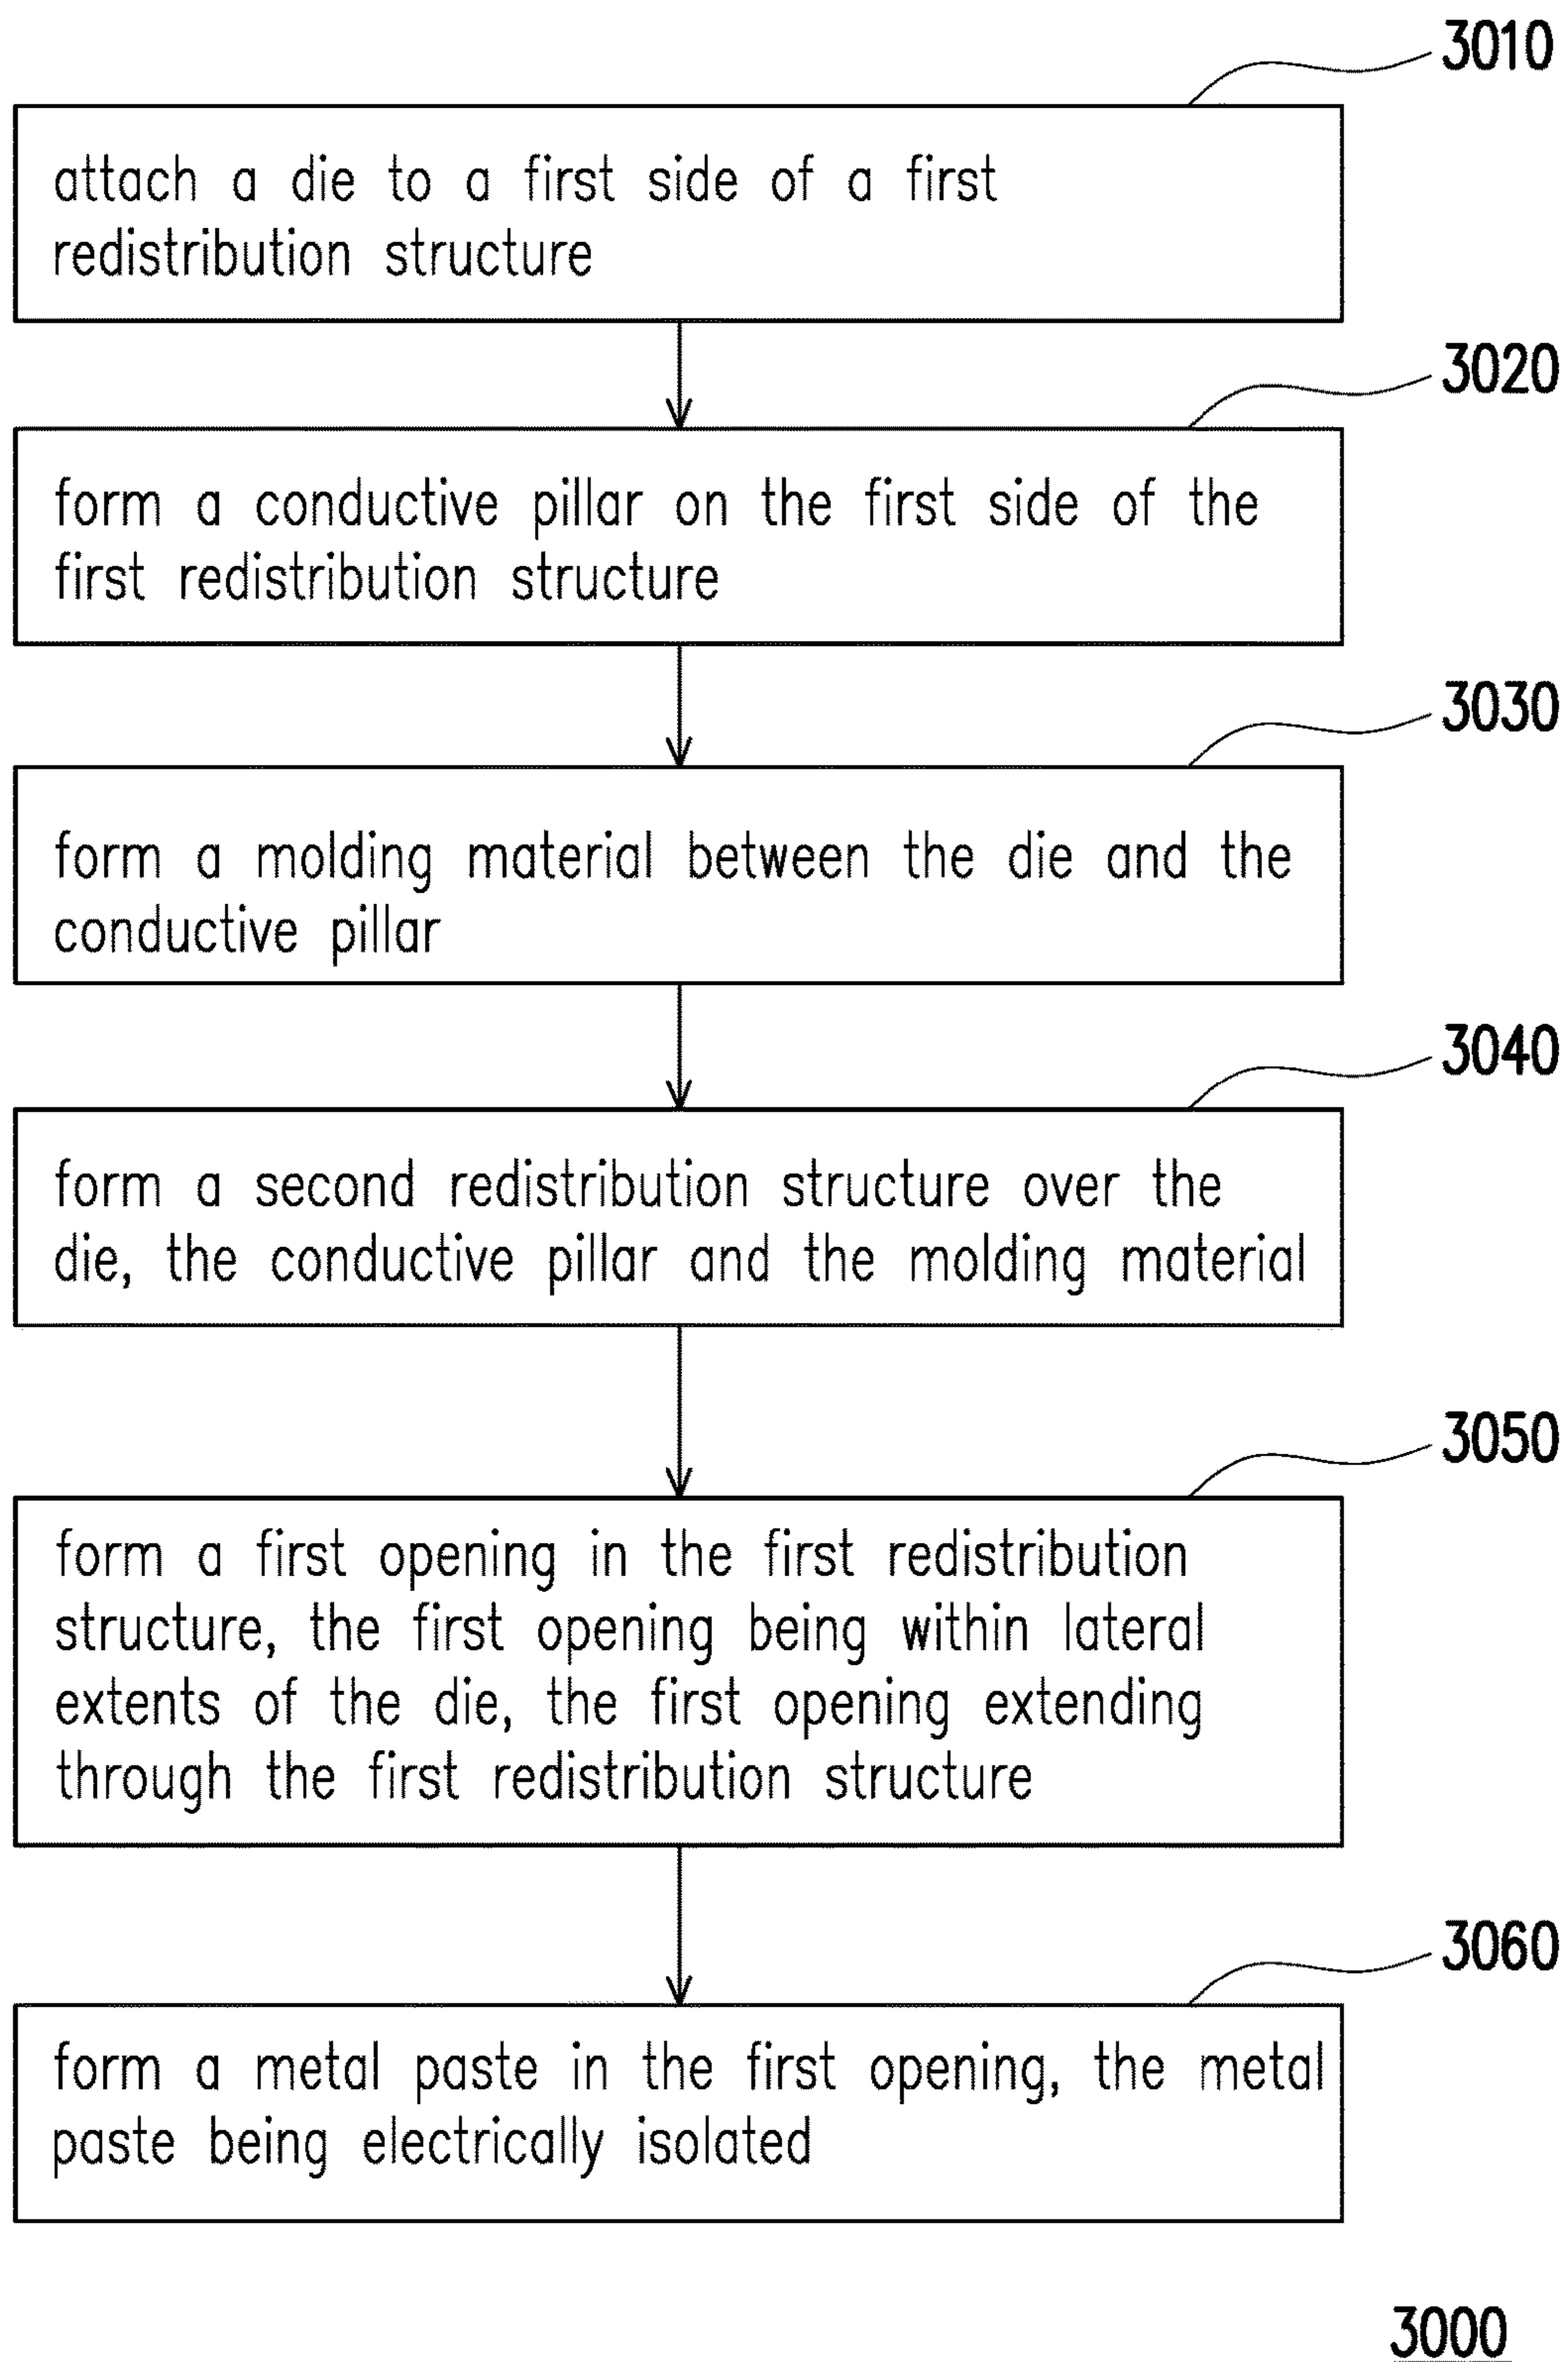 3010
attach a die to a first side of a first
redistribution structure
3020
form a conductive pillar on the first side of the
first redistribution structure
3030
form a molding material between the die and the
conductive pillar
3040
form a second redistribution structure over the
die, the conductive pillar and the molding material
3050
form a first opening in the first redistribution
structure, the first opening being within lateral
extents of the die, the first opening extending
through the first redistribution structure
3060
form a metal paste in the first opening, the metal
paste being electrically isolated
3000